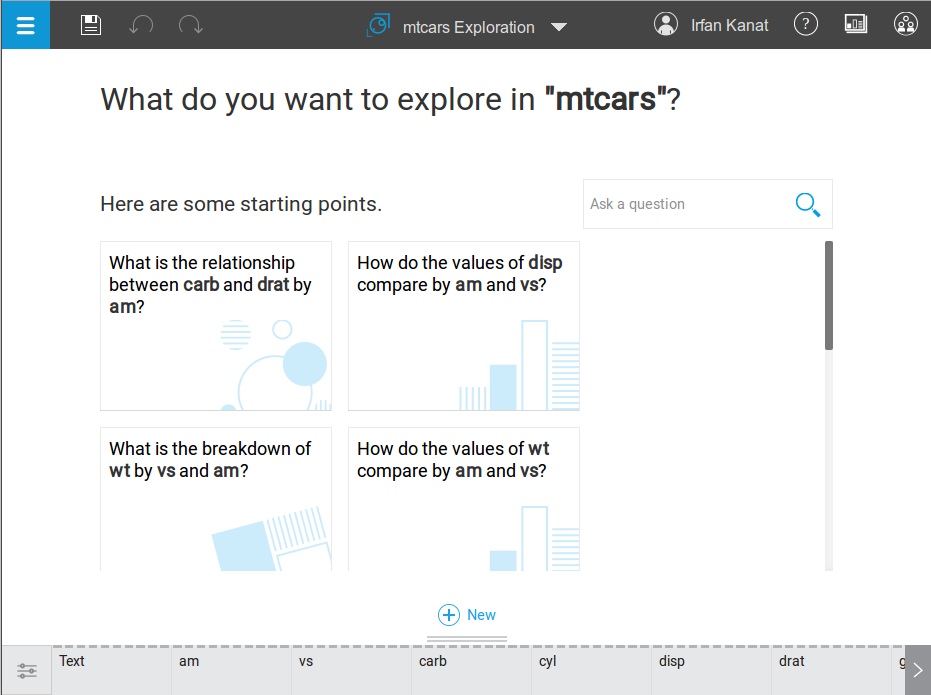 mtcars Exploration
Irfan Kanat
?
What do you want to explore in "mtcars"?
Here are some starting points.
Ask a question
What is the relationship
between carb and drat by
am?
How do the values of disp
compare by am and vs?
What is the breakdown of
wt by vs and am?
How do the values of wt
compare by am and vs?
New
Text am vs carb cyl disp drat